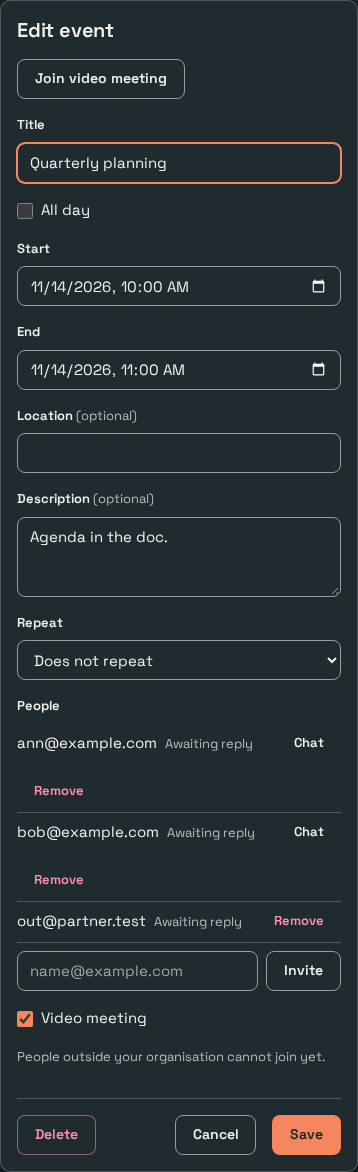 Edit event
Join video meeting
Title
Quarterly planning
All day
Start
11/14/2026, 10:00 AM
End
11/14/2026, 11:00 AM
Location (optional)
Description (optional)
Agenda in the doc.
Repeat
Does not repeat
People
ann@example.com Awaiting reply Chat
Remove
bob@example.com Awaiting reply Chat
Remove
out@partner.test Awaiting reply Remove
name@example.com Invite
Video meeting
People outside your organisation cannot join yet.
Delete Cancel Save